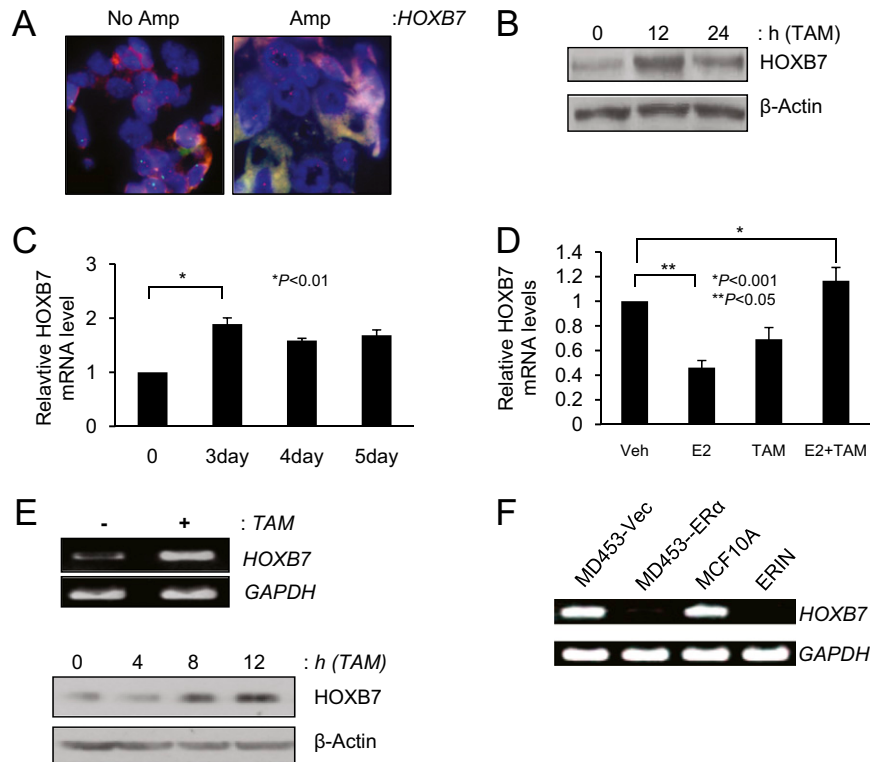 A
No Amp
Amp
:HOXB7
B
0 12 24 : h (TAM)
HOXB7
β-Actin
C
Relavtive HOXB7
mRNA level
3
2
1
0
*
*P<0.01
0 3day 4day 5day
D
Relative HOXB7
mRNA levels
1.4
1.2
1
0.8
0.6
0.4
0.2
0
*
**
*P<0.001
**P<0.05
Veh E2 TAM E2+TAM
E
- + : TAM
HOXB7
GAPDH
0 4 8 12 : h (TAM)
HOXB7
β-Actin
F
MD453-Vec
MD453--ERα
MCF10A
ERIN
HOXB7
GAPDH